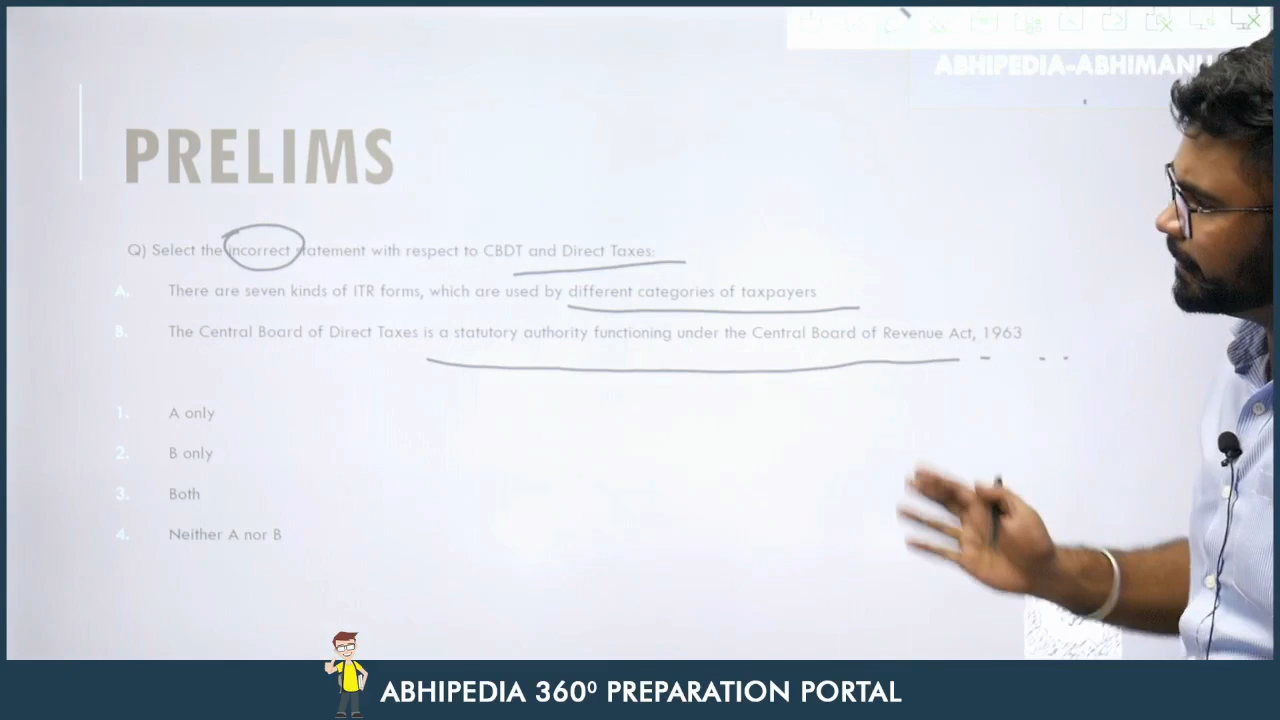 ABHIPEDIA-ABHIMANU
PRELIMS
Q) Select the incorrect statement with respect to CBDT and Direct Taxes:
A. There are seven kinds of ITR forms, which are used by different categories of taxpayers
B. The Central Board of Direct Taxes is a statutory authority functioning under the Central Board of Revenue Act, 1963
1. A only
2. B only
3. Both
4. Neither A nor B
ABHIPEDIA 360º PREPARATION PORTAL